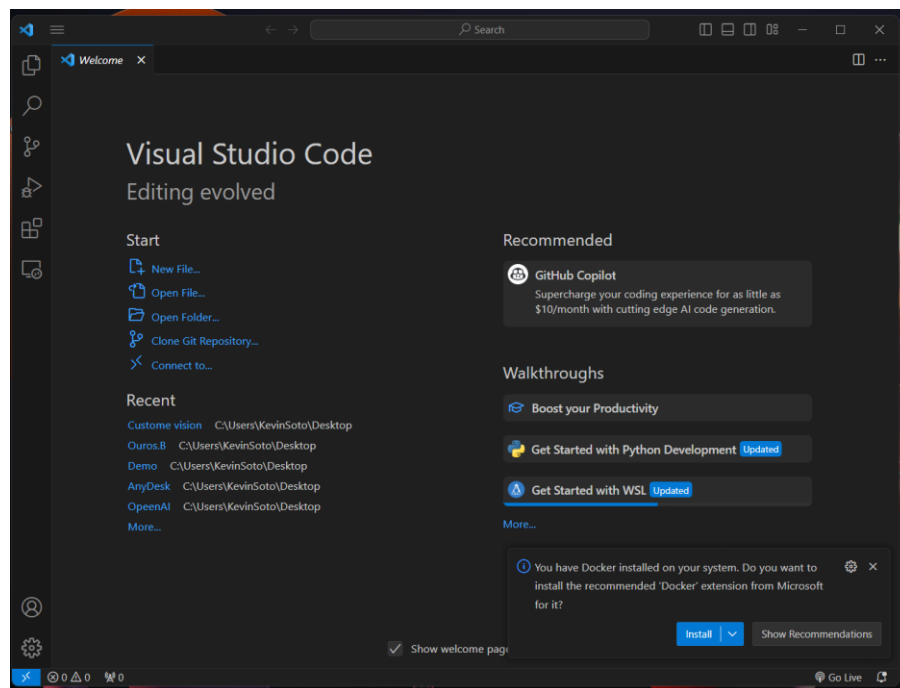 Search
Welcome
Visual Studio Code
Editing evolved
Start
New File...
Open File...
Open Folder...
Clone Git Repository...
Connect to...
Recent
Custome vision C:\Users\KevinSoto\Desktop
Ouros.B C:\Users\KevinSoto\Desktop
Demo C:\Users\KevinSoto\Desktop
AnyDesk C:\Users\KevinSoto\Desktop
OpeenAI C:\Users\KevinSoto\Desktop
More...
Recommended
GitHub Copilot
Supercharge your coding experience for as little as
$10/month with cutting edge AI code generation.
Walkthroughs
Boost your Productivity
Get Started with Python Development Updated
Get Started with WSL Updated
More...
You have Docker installed on your system. Do you want to
install the recommended 'Docker' extension from Microsoft
for it?
Install
Show Recommendations
Show welcome page
0 0 0
Go Live